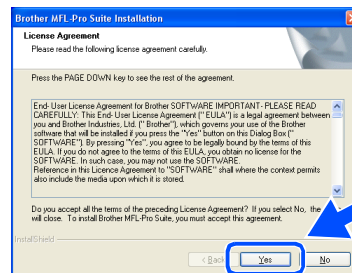 Brother MFL-Pro Suite Installation
License Agreement
Please read the following license agreement carefully.
Press the PAGE DOWN key to see the rest of the agreement.
End- User License Agreement for Brother SOFTWARE IMPORTANT- PLEASE READ
CAREFULLY: This End-User License Agreement (" EULA") is a legal agreement between
you and Brother Industries, Ltd. (" Brother"), which governs your use of the Brother
software that will be installed if you press the "Yes" button on this Dialog Box ("
SOFTWARE"). By pressing "Yes", you agree to be legally bound by the terms of this
EULA. If you do not agree to the terms of this EULA, you obtain no license for the
SOFTWARE. In such case, you may not use the SOFTWARE.
Reference in this Licence Agreement to "SOFTWARE" shall where the context permits
also include the media upon which it is stored.
Do you accept all the terms of the preceding License Agreement? If you select No, the
will close. To install Brother MFL-Pro Suite, you must accept this agreement.
InstallShield
< Back Yes No